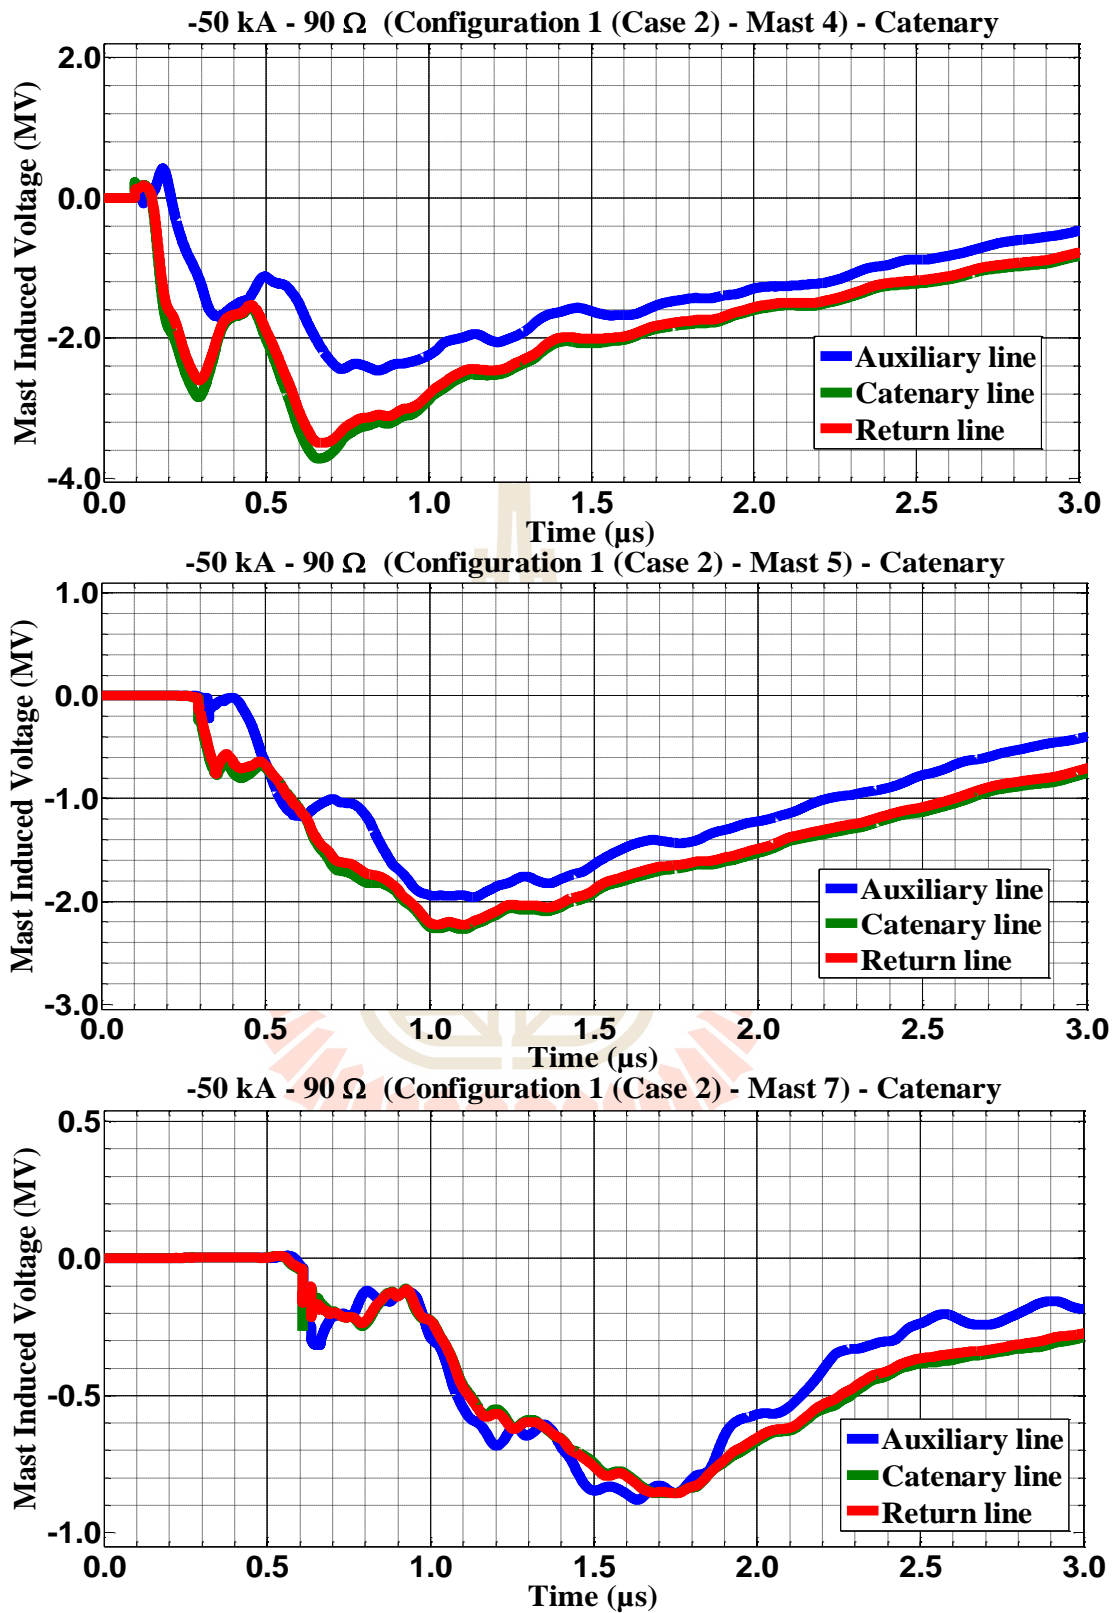 -50 kA - 90 Ω (Configuration 1 (Case 2) - Mast 4) - Catenary
Mast Induced Voltage (MV)
2.0
0.0
-2.0
-4.0
Auxiliary line
Catenary line
Return line
0.0 0.5 1.0 1.5 2.0 2.5 3.0
Time (µs)
-50 kA - 90 Ω (Configuration 1 (Case 2) - Mast 5) - Catenary
Mast Induced Voltage (MV)
1.0
0.0
-1.0
-2.0
-3.0
Auxiliary line
Catenary line
Return line
0.0 0.5 1.0 1.5 2.0 2.5 3.0
Time (µs)
-50 kA - 90 Ω (Configuration 1 (Case 2) - Mast 7) - Catenary
Mast Induced Voltage (MV)
0.5
0.0
-0.5
-1.0
Auxiliary line
Catenary line
Return line
0.0 0.5 1.0 1.5 2.0 2.5 3.0
Time (µs)